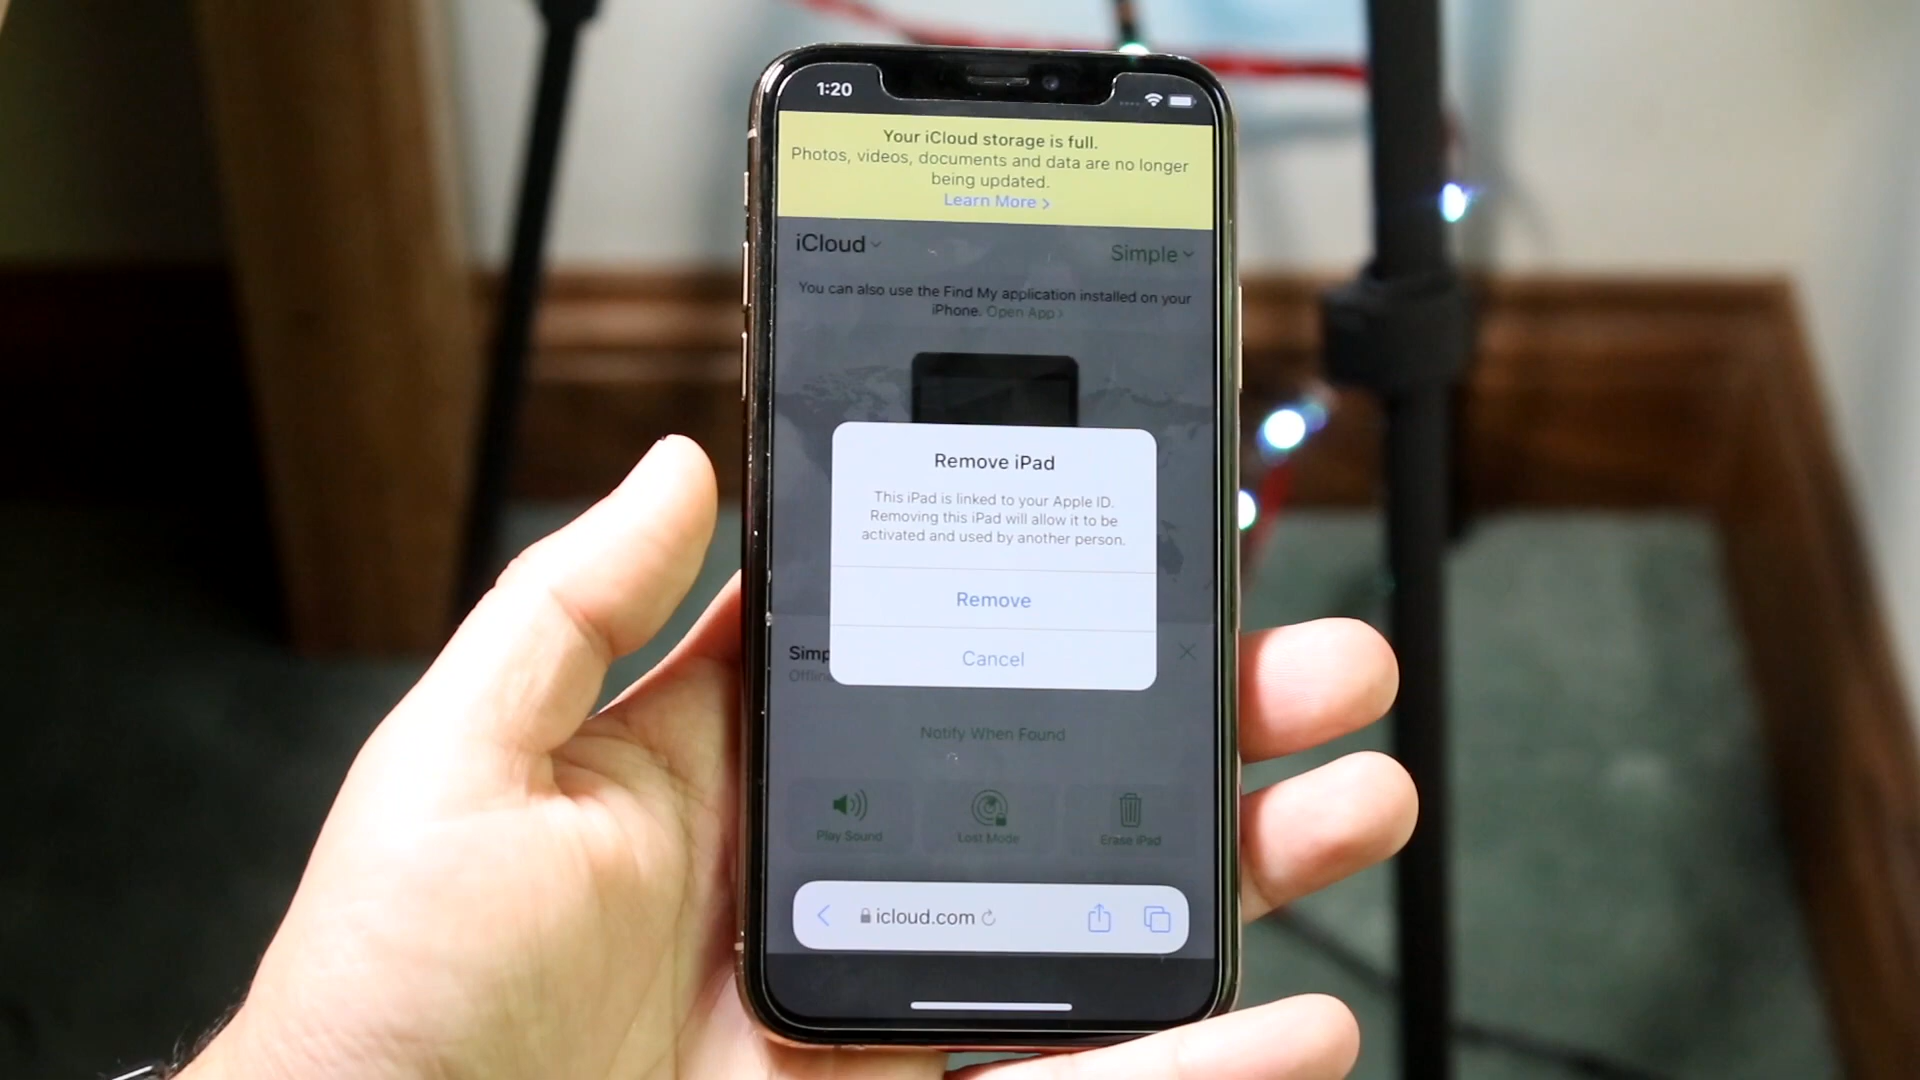 1:20
Your iCloud storage is full.
Photos, videos, documents and data are no longer
being updated.
Learn More >
iCloud
Simple
You can also use the Find My application installed on your
iPhone. Open App >
Remove iPad
This iPad is linked to your Apple ID.
Removing this iPad will allow it to be
activated and used by another person.
Remove
Cancel
Simp
Offline
Notify When Found
Play Sound
Lost Mode
Erase iPad
icloud.com